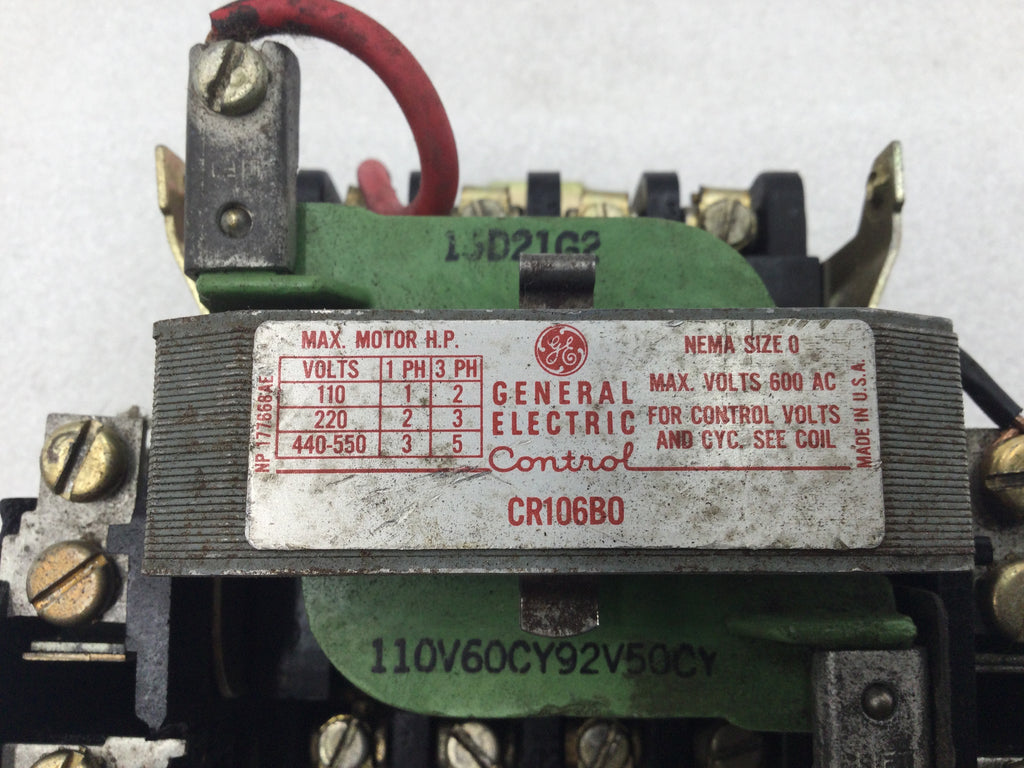 15D21G2
MAX. MOTOR H.P.
VOLTS 1 PH 3 PH
110 1 2
220 2 3
440-550 3 5
NP 177666AE
GE
GENERAL
ELECTRIC
Control
CR106B0
NEMA SIZE 0
MAX. VOLTS 600 AC
FOR CONTROL VOLTS
AND CYC. SEE COIL
MADE IN U.S.A.
110V60CY92V50CY